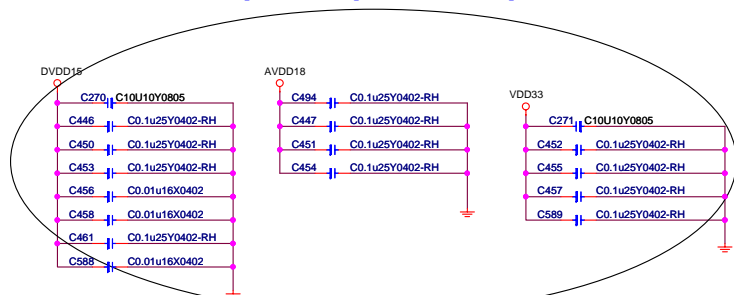 DVDD15
C270 C10U10Y0805
C446 C0.1u25Y0402-RH
C450 C0.1u25Y0402-RH
C453 C0.1u25Y0402-RH
C456 C0.01u16X0402
C458 C0.01u16X0402
C461 C0.1u25Y0402-RH
C588 C0.01u16X0402
AVDD18
C494 C0.1u25Y0402-RH
C447 C0.1u25Y0402-RH
C451 C0.1u25Y0402-RH
C454 C0.1u25Y0402-RH
VDD33
C271 C10U10Y0805
C452 C0.1u25Y0402-RH
C455 C0.1u25Y0402-RH
C457 C0.1u25Y0402-RH
C589 C0.1u25Y0402-RH